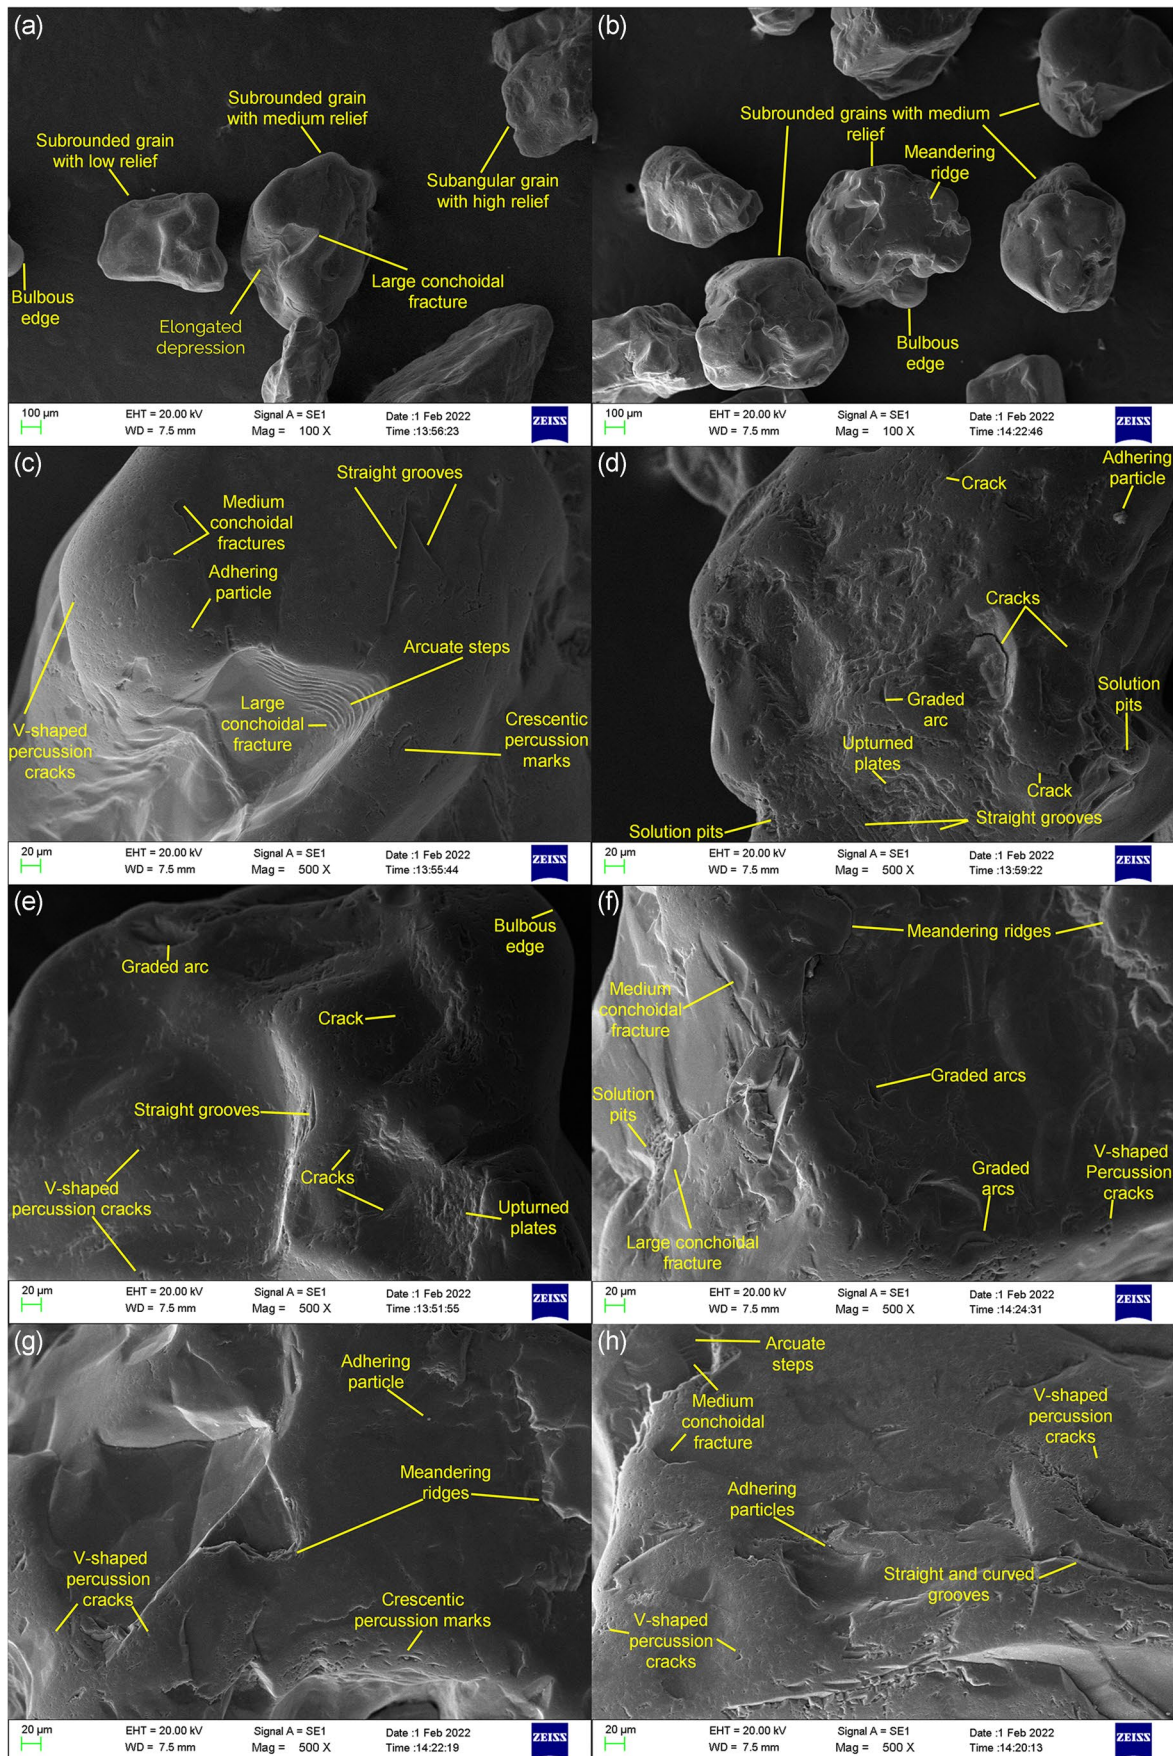 (a)
Subrounded grain
with medium relief
Subrounded grain
with low relief
Subangular grain
with high relief
Large conchoidal
fracture
Bulbous
edge
Elongated
depression
100 µm
EHT = 20.00 kV
Signal A = SE1
Date :1 Feb 2022
WD = 7.5 mm
Mag = 100 X
Time :13:56:23
ZEISS
(b)
Subrounded grains with medium
relief
Meandering
ridge
Bulbous
edge
100 µm
EHT = 20.00 kV
Signal A = SE1
Date :1 Feb 2022
WD = 7.5 mm
Mag = 100 X
Time :14:22:46
ZEISS
(c)
Straight grooves
Medium
conchoidal
fractures
Adhering
particle
Arcuate steps
Large
conchoidal
fracture
V-shaped
percussion
cracks
Crescentic
percussion
marks
20 µm
EHT = 20.00 kV
Signal A = SE1
Date :1 Feb 2022
WD = 7.5 mm
Mag = 500 X
Time :13:55:44
ZEISS
(d)
Crack
Adhering
particle
Cracks
Solution
pits
Graded
arc
Upturned
plates
Crack
Straight grooves
Solution pits
20 µm
EHT = 20.00 kV
Signal A = SE1
Date :1 Feb 2022
WD = 7.5 mm
Mag = 500 X
Time :13:59:22
ZEISS
(e)
Bulbous
edge
Graded arc
Crack
Straight grooves
Cracks
V-shaped
percussion cracks
Upturned
plates
20 µm
EHT = 20.00 kV
Signal A = SE1
Date :1 Feb 2022
WD = 7.5 mm
Mag = 500 X
Time :13:51:55
ZEISS
(f)
Meandering ridges
Medium
conchoidal
fracture
Graded arcs
Solution
pits
Graded
arcs
V-shaped
Percussion
cracks
Large conchoidal
fracture
20 µm
EHT = 20.00 kV
Signal A = SE1
Date :1 Feb 2022
WD = 7.5 mm
Mag = 500 X
Time :14:24:31
ZEISS
(g)
Adhering
particle
Meandering
ridges
V-shaped
percussion
cracks
Crescentic
percussion marks
20 µm
EHT = 20.00 kV
Signal A = SE1
Date :1 Feb 2022
WD = 7.5 mm
Mag = 500 X
Time :14:22:19
ZEISS
(h)
Arcuate
steps
Medium
conchoidal
fracture
V-shaped
percussion
cracks
Adhering
particles
Straight and curved
grooves
V-shaped
percussion
cracks
20 µm
EHT = 20.00 kV
Signal A = SE1
Date :1 Feb 2022
WD = 7.5 mm
Mag = 500 X
Time :14:20:13
ZEISS